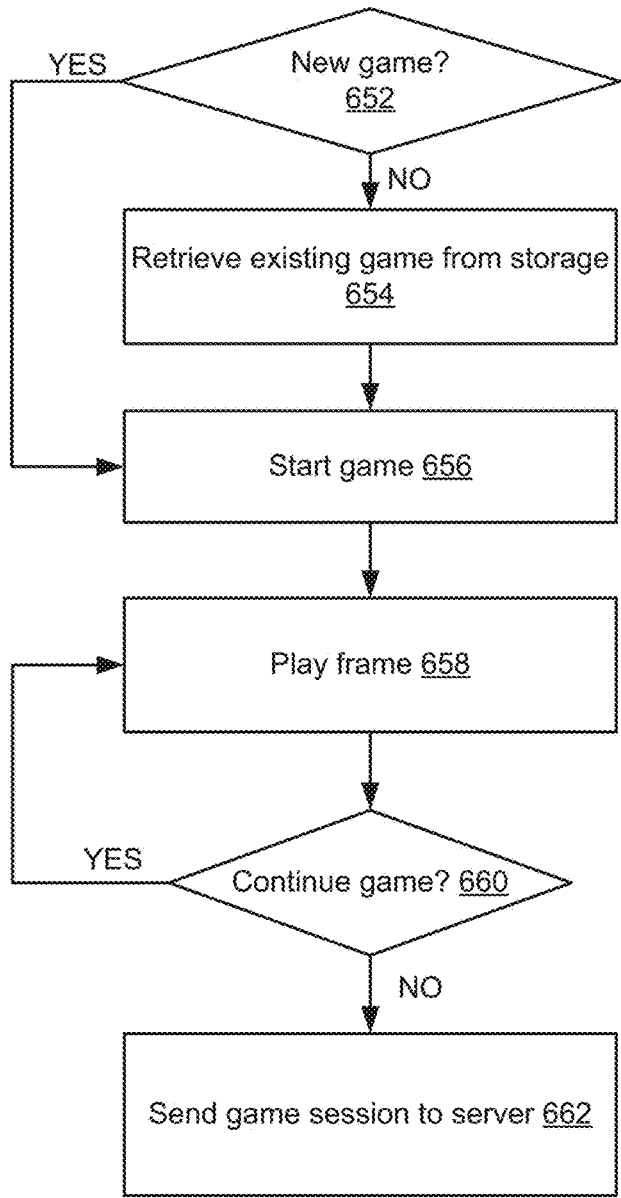 YES
New game?
652
NO
Retrieve existing game from storage
654
Start game 656
Play frame 658
YES
Continue game? 660
NO
Send game session to server 662